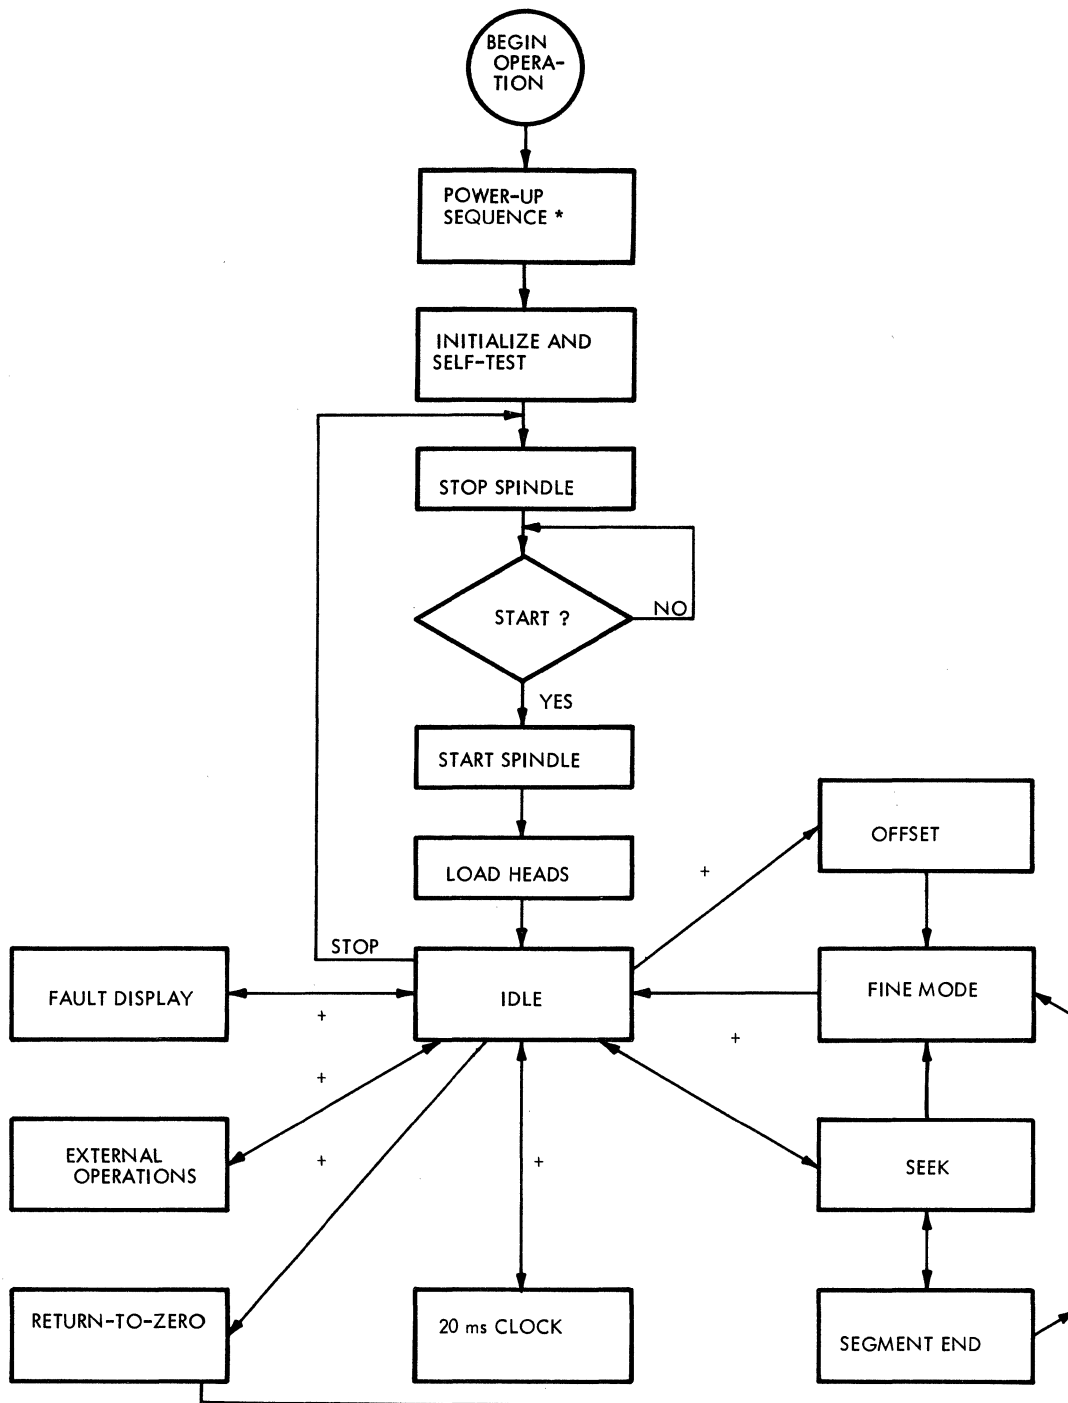 BEGIN
OPERA-
TION
POWER-UP
SEQUENCE *
INITIALIZE AND
SELF-TEST
STOP SPINDLE
START ?
NO
YES
START SPINDLE
LOAD HEADS
OFFSET
+
STOP
FAULT DISPLAY
IDLE
FINE MODE
+
+
+
EXTERNAL
OPERATIONS
+
+
SEEK
RETURN-TO-ZERO
20 ms CLOCK
SEGMENT END